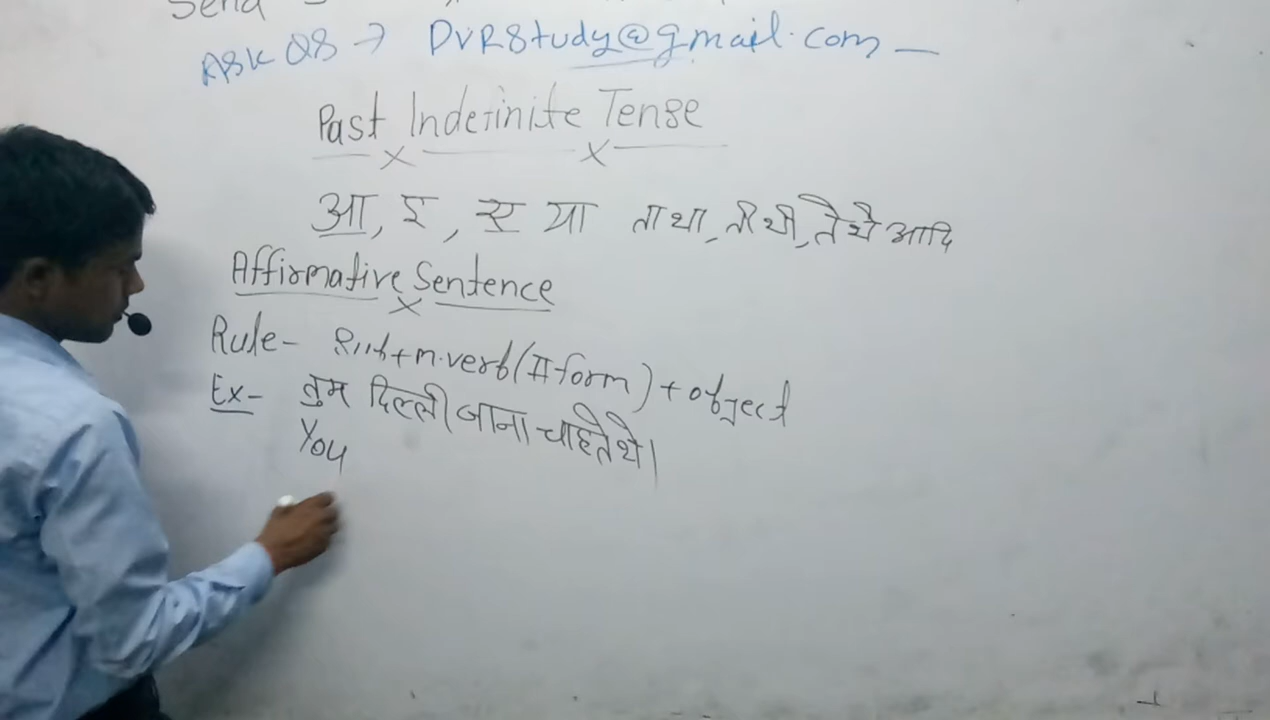 Send
ASK QS → DVRStudy@gmail.com
Past Indefinite Tense
आ, ई, ए या ता था, ती थी, ते थे आदि
Affirmative Sentence
Rule- Sub+m.verb(II form) + object
Ex- तुम दिल्ली जाना चाहते थे।
You